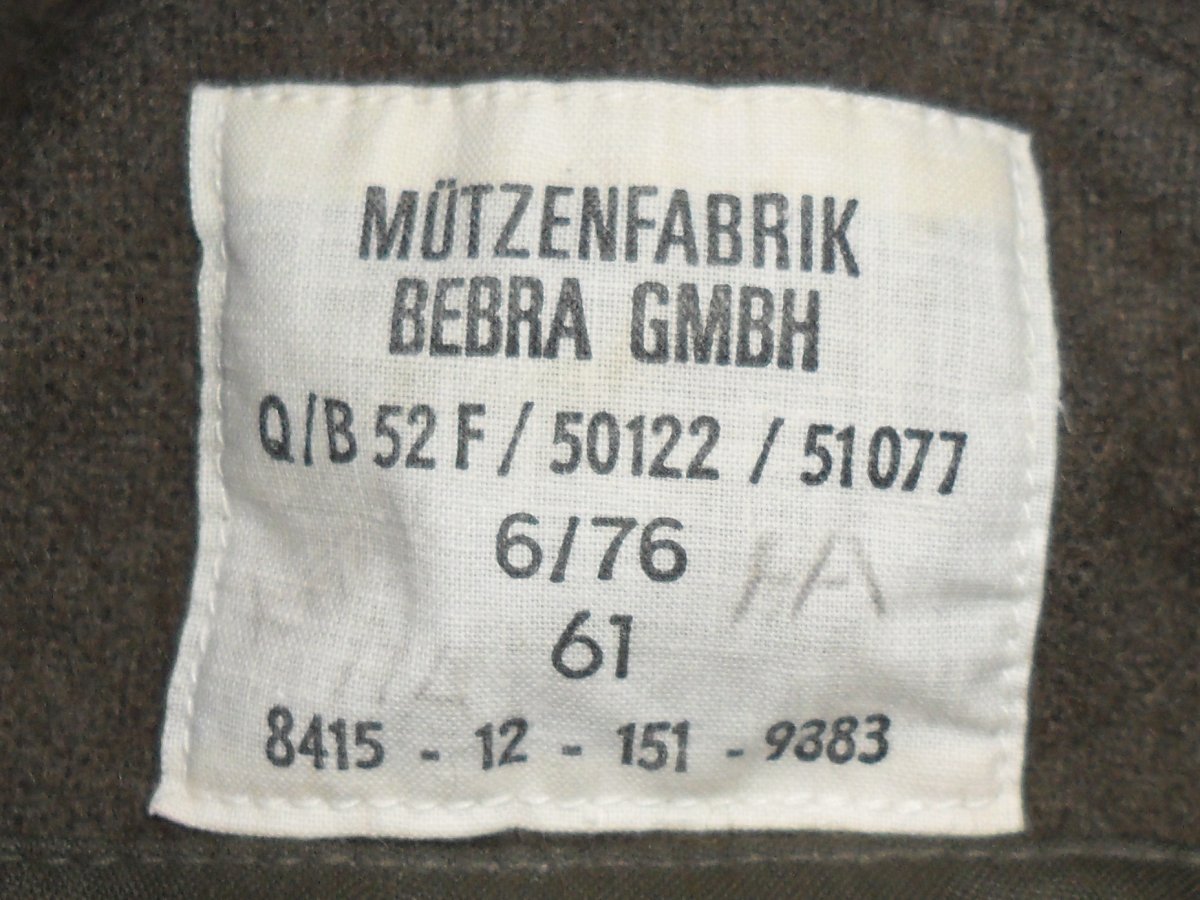 MÜTZENFABRIK
BEBRA GMBH
Q/B 52 F / 50122 / 51077
6/76
61
8415 - 12 - 151 - 9383